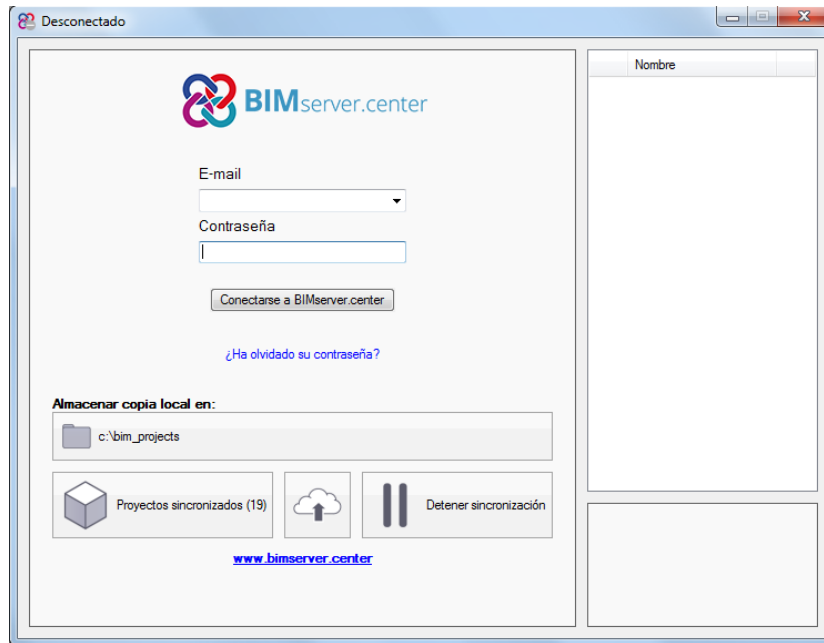 Desconectado
BIMserver.center
Nombre
E-mail
Contraseña
Conectarse a BIMserver.center
¿Ha olvidado su contraseña?
Almacenar copia local en:
c:\bim_projects
Proyectos sincronizados (19)
Detener sincronización
www.bimserver.center